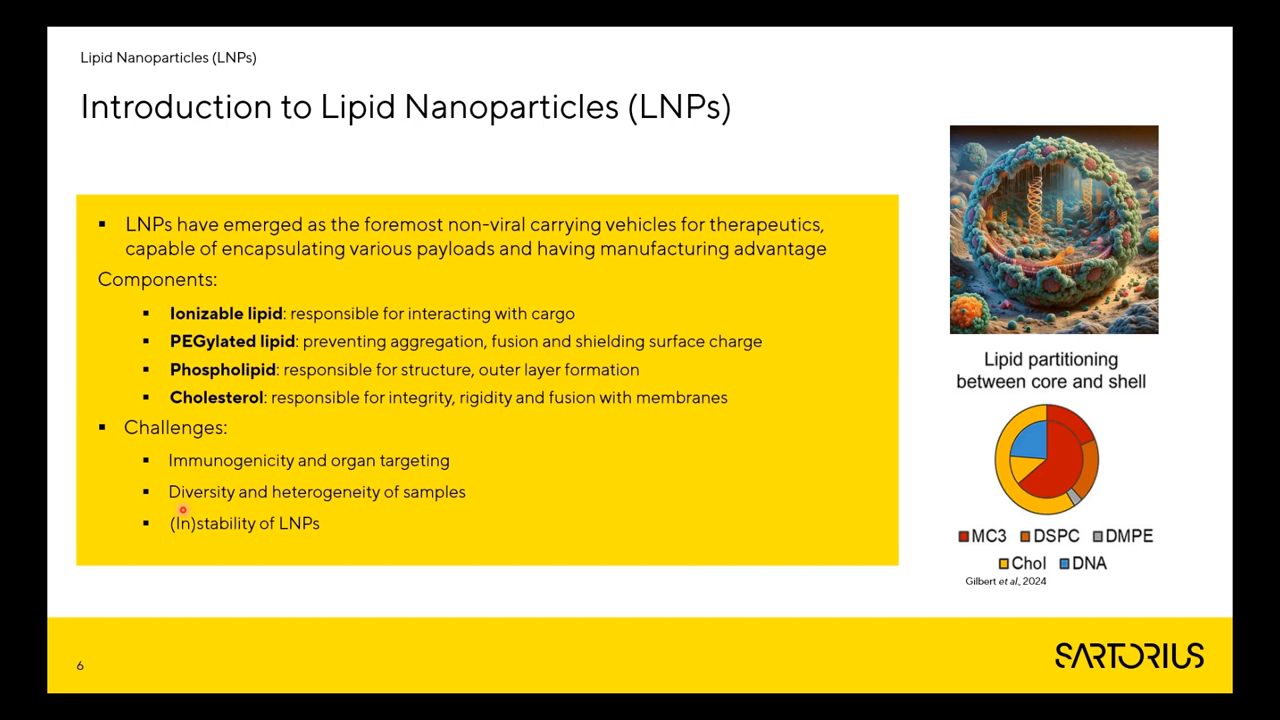 Lipid Nanoparticles (LNPs)
Introduction to Lipid Nanoparticles (LNPs)
▪ LNPs have emerged as the foremost non-viral carrying vehicles for therapeutics,
capable of encapsulating various payloads and having manufacturing advantage
Components:
▪ Ionizable lipid: responsible for interacting with cargo
▪ PEGylated lipid: preventing aggregation, fusion and shielding surface charge
▪ Phospholipid: responsible for structure, outer layer formation
▪ Cholesterol: responsible for integrity, rigidity and fusion with membranes
▪ Challenges:
▪ Immunogenicity and organ targeting
▪ Diversity and heterogeneity of samples
▪ (In)stability of LNPs
Lipid partitioning
between core and shell
MC3 DSPC DMPE
Chol DNA
Gilbert et al., 2024
6
SARTORIUS